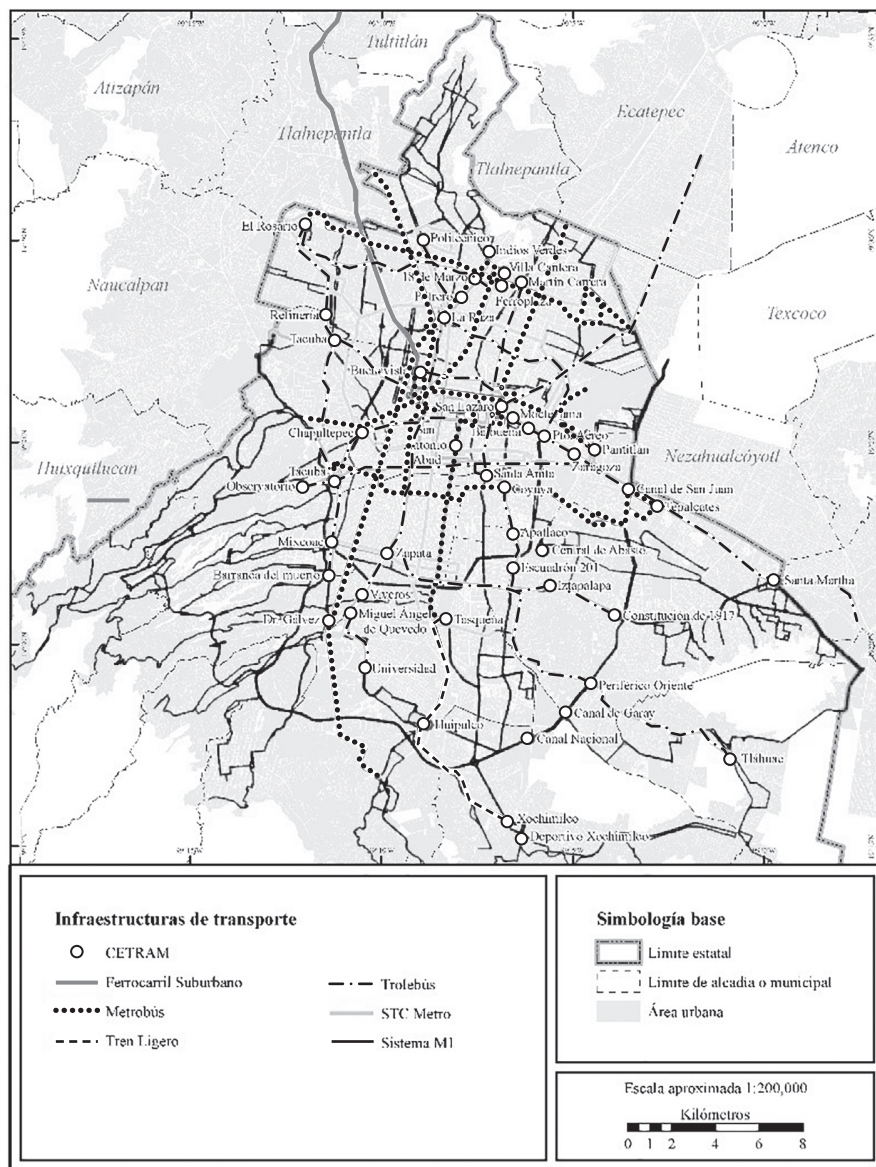 Tultitlán
Atizapán
Ecatepec
Tlalnepantla
Atenco
Tlalnepantla
El Rosario
Politécnico
Indios Verdes
Villa Cantera
18 de Marzo
Martín Carrera
Naucalpan
Potrero
Ferroplaza
Refinería
La Raza
Texcoco
Tacuba
Buenavista
San Lázaro
Moctezuma
Chapultepec
San
Antonio
Abad
Balbuena
Pto. Aéreo
Pantitlán
Zaragoza
Nezahualcóyotl
Huixquilucan
Tacuba
Observatorio
Santa Anita
Coyuya
Canal de San Juan
Tepalcates
Mixcoac
Zapata
Apatlaco
Central de Abasto
Barranca del muerto
Escuadrón 201
Iztapalapa
Santa Martha
Viveros
Dr. Gálvez
Miguel Ángel
de Quevedo
Tasqueña
Constitución de 1917
Universidad
Periférico Oriente
Huipulco
Canal de Garay
Canal Nacional
Tláhuac
Xochimilco
Deportivo Xochimilco
Infraestructuras de transporte
CETRAM
Ferrocarril Suburbano
Metrobús
Tren Ligero
Trolebús
STC Metro
Sistema M1
Simbología base
Límite estatal
Límite de alcadía o municipal
Área urbana
Escala aproximada 1:200,000
Kilómetros
0 1 2 4 6 8